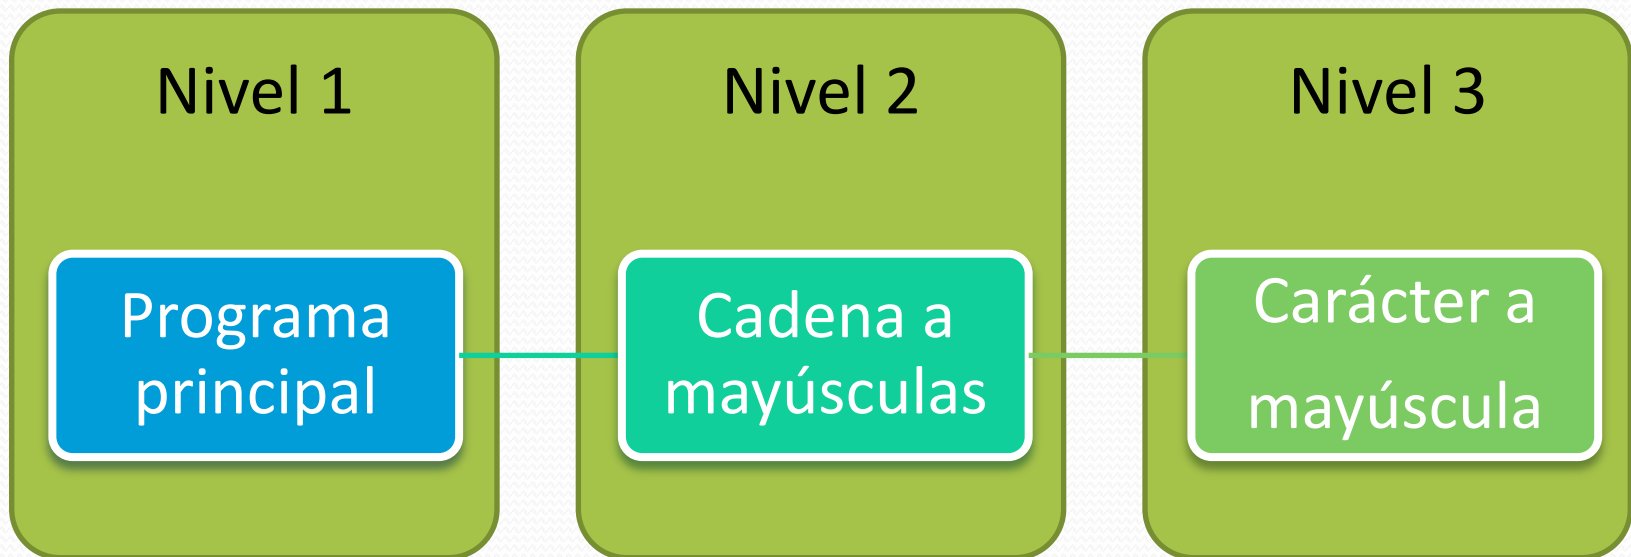 Nivel 1
Nivel 2
Nivel 3
Programa
principal
Cadena a
mayúsculas
Carácter a
mayúscula